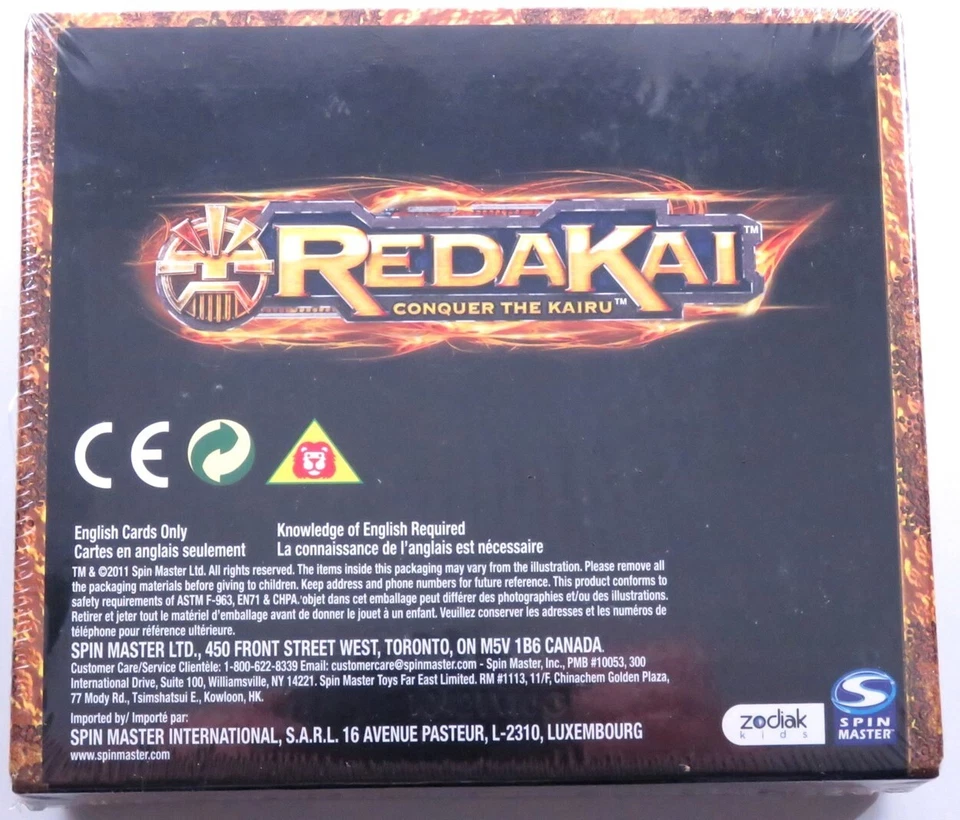 REDAKAI™
CONQUER THE KAIRU™
CE
English Cards Only
Cartes en anglais seulement
Knowledge of English Required
La connaissance de l'anglais est nécessaire
TM & ©2011 Spin Master Ltd. All rights reserved. The items inside this packaging may vary from the illustration. Please remove all
the packaging materials before giving to children. Keep address and phone numbers for future reference. This product conforms to
safety requirements of ASTM F-963, EN71 & CHPA. 'objet dans cet emballage peut différer des photographies et/ou des illustrations.
Retirer et jeter tout le matériel d'emballage avant de donner le jouet à un enfant. Veuillez conserver les adresses et les numéros de
téléphone pour référence ultérieure.
SPIN MASTER LTD., 450 FRONT STREET WEST, TORONTO, ON M5V 1B6 CANADA.
Customer Care/Service Clientèle: 1-800-622-8339 Email: customercare@spinmaster.com - Spin Master, Inc., PMB #10053, 300
International Drive, Suite 100, Williamsville, NY 14221. Spin Master Toys Far East Limited. RM #1113, 11/F, Chinachem Golden Plaza,
77 Mody Rd., Tsimshatsui E., Kowloon, HK.
Imported by/ Importé par:
SPIN MASTER INTERNATIONAL, S.A.R.L. 16 AVENUE PASTEUR, L-2310, LUXEMBOURG
www.spinmaster.com
zodiak
kids
SPIN
MASTER™